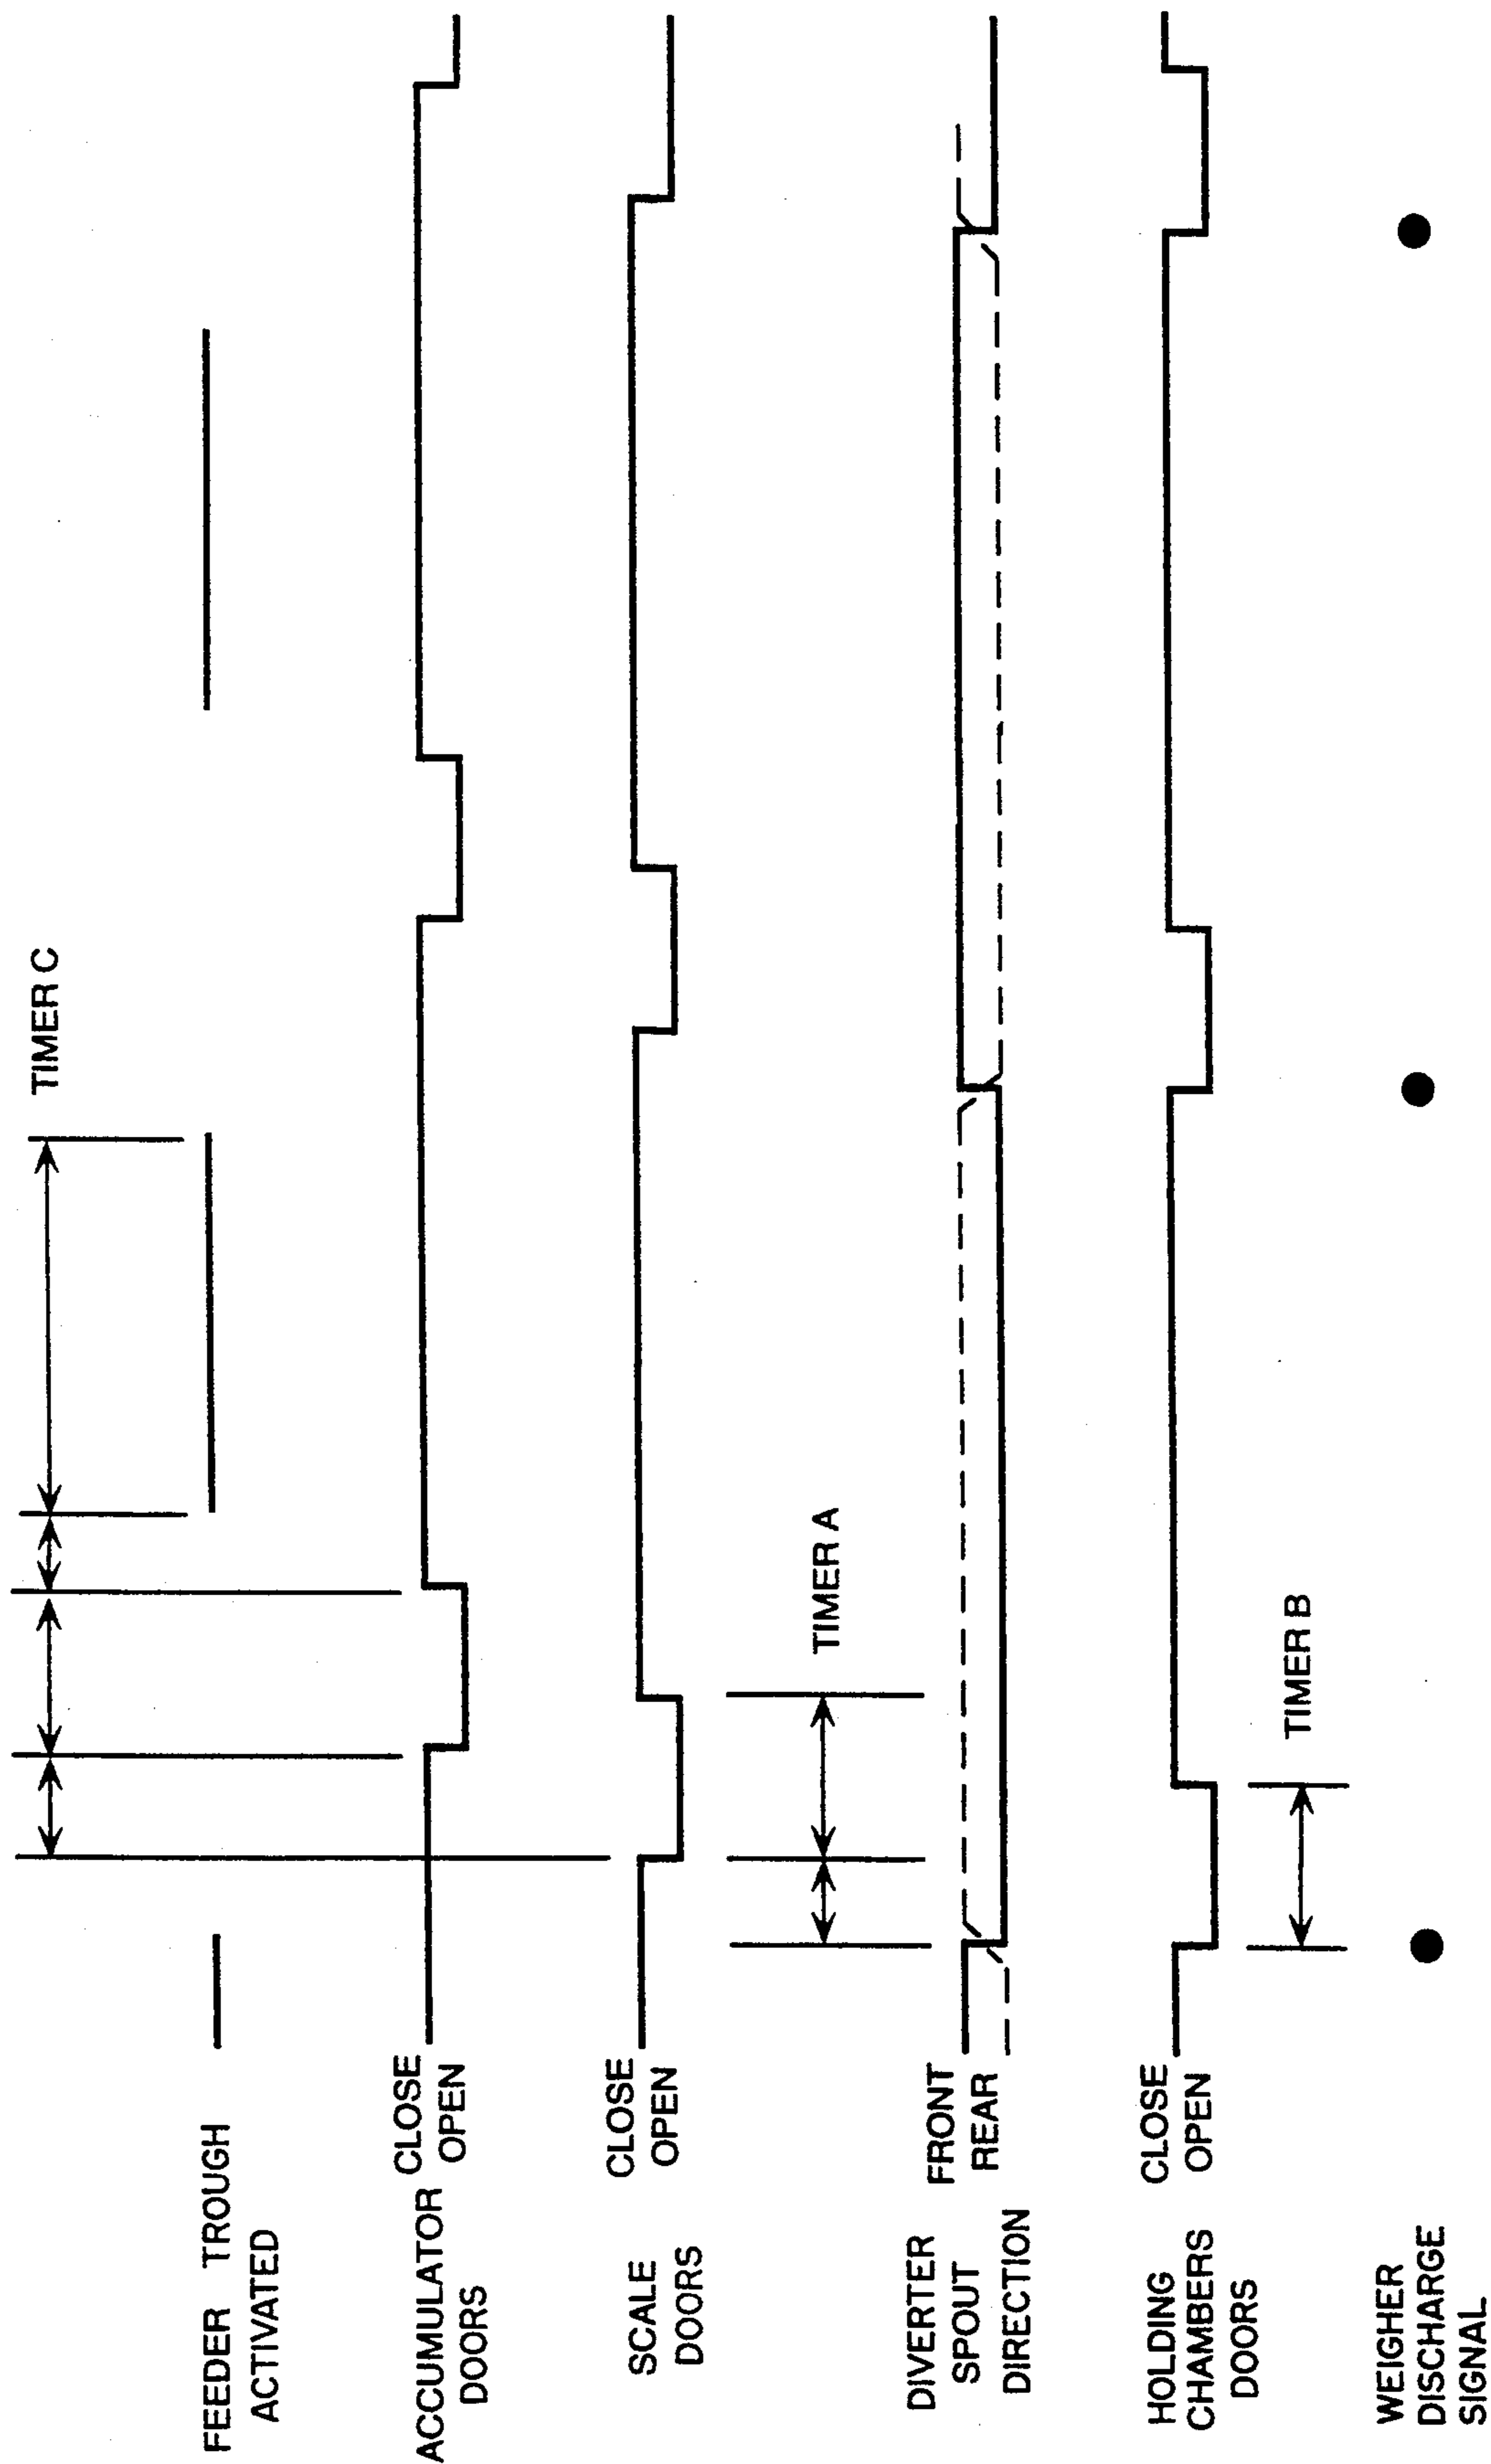 TIMER C
FEEDER TROUGH
ACTIVATED
ACCUMULATOR
DOORS
CLOSE
OPEN
SCALE
DOORS
CLOSE
OPEN
TIMER A
DIVERTER
SPOUT
DIRECTION
FRONT
REAR
HOLDING
CHAMBERS
DOORS
CLOSE
OPEN
TIMER B
WEIGHER
DISCHARGE
SIGNAL